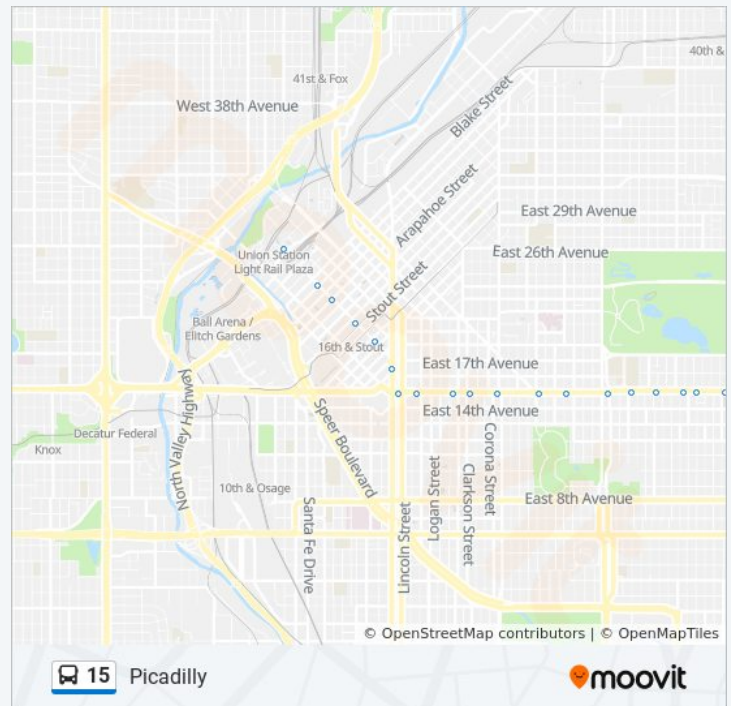 40th &
41st & Fox
West 38th Avenue
Blake Street
Arapahoe Street
East 29th Avenue
East 26th Avenue
Union Station
Light Rail Plaza
Stout Street
Ball Arena /
Elitch Gardens
16th & Stout
East 17th Avenue
North Valley Highway
Speer Boulevard
East 14th Avenue
Decatur Federal
Knox
Corona Street
Clarkson Street
Logan Street
10th & Osage
East 8th Avenue
Santa Fe Drive
Lincoln Street
© OpenStreetMap contributors | © OpenMapTiles
15 Picadilly
moovit